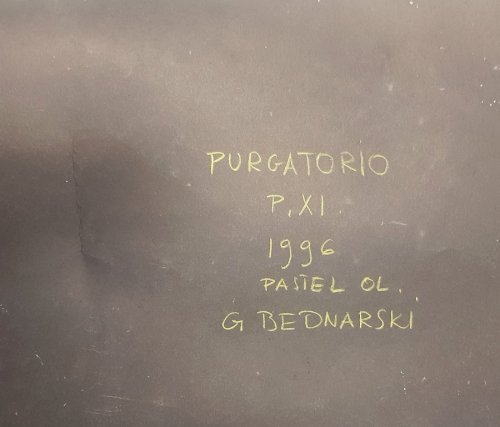 PURGATORIO
P. XI.
1996
PASTEL OL.
G BEDNARSKI